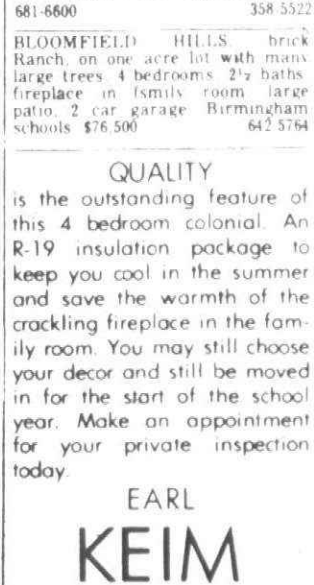 681-6600 358-5522
BLOOMFIELD HILLS brick
Ranch, on one acre lot with many
large trees 4 bedrooms 2½ baths
fireplace in fsmily room large
patio, 2 car garage Birmingham
schools $76,500 642 5764
QUALITY
is the outstanding feature of
this 4 bedroom colonial. An
R-19 insulation package to
keep you cool in the summer
and save the warmth of the
crackling fireplace in the fam-
ily room. You may still choose
your decor and still be moved
in for the start of the school
year. Make an appointment
for your private inspection
today.
EARL
KEIM